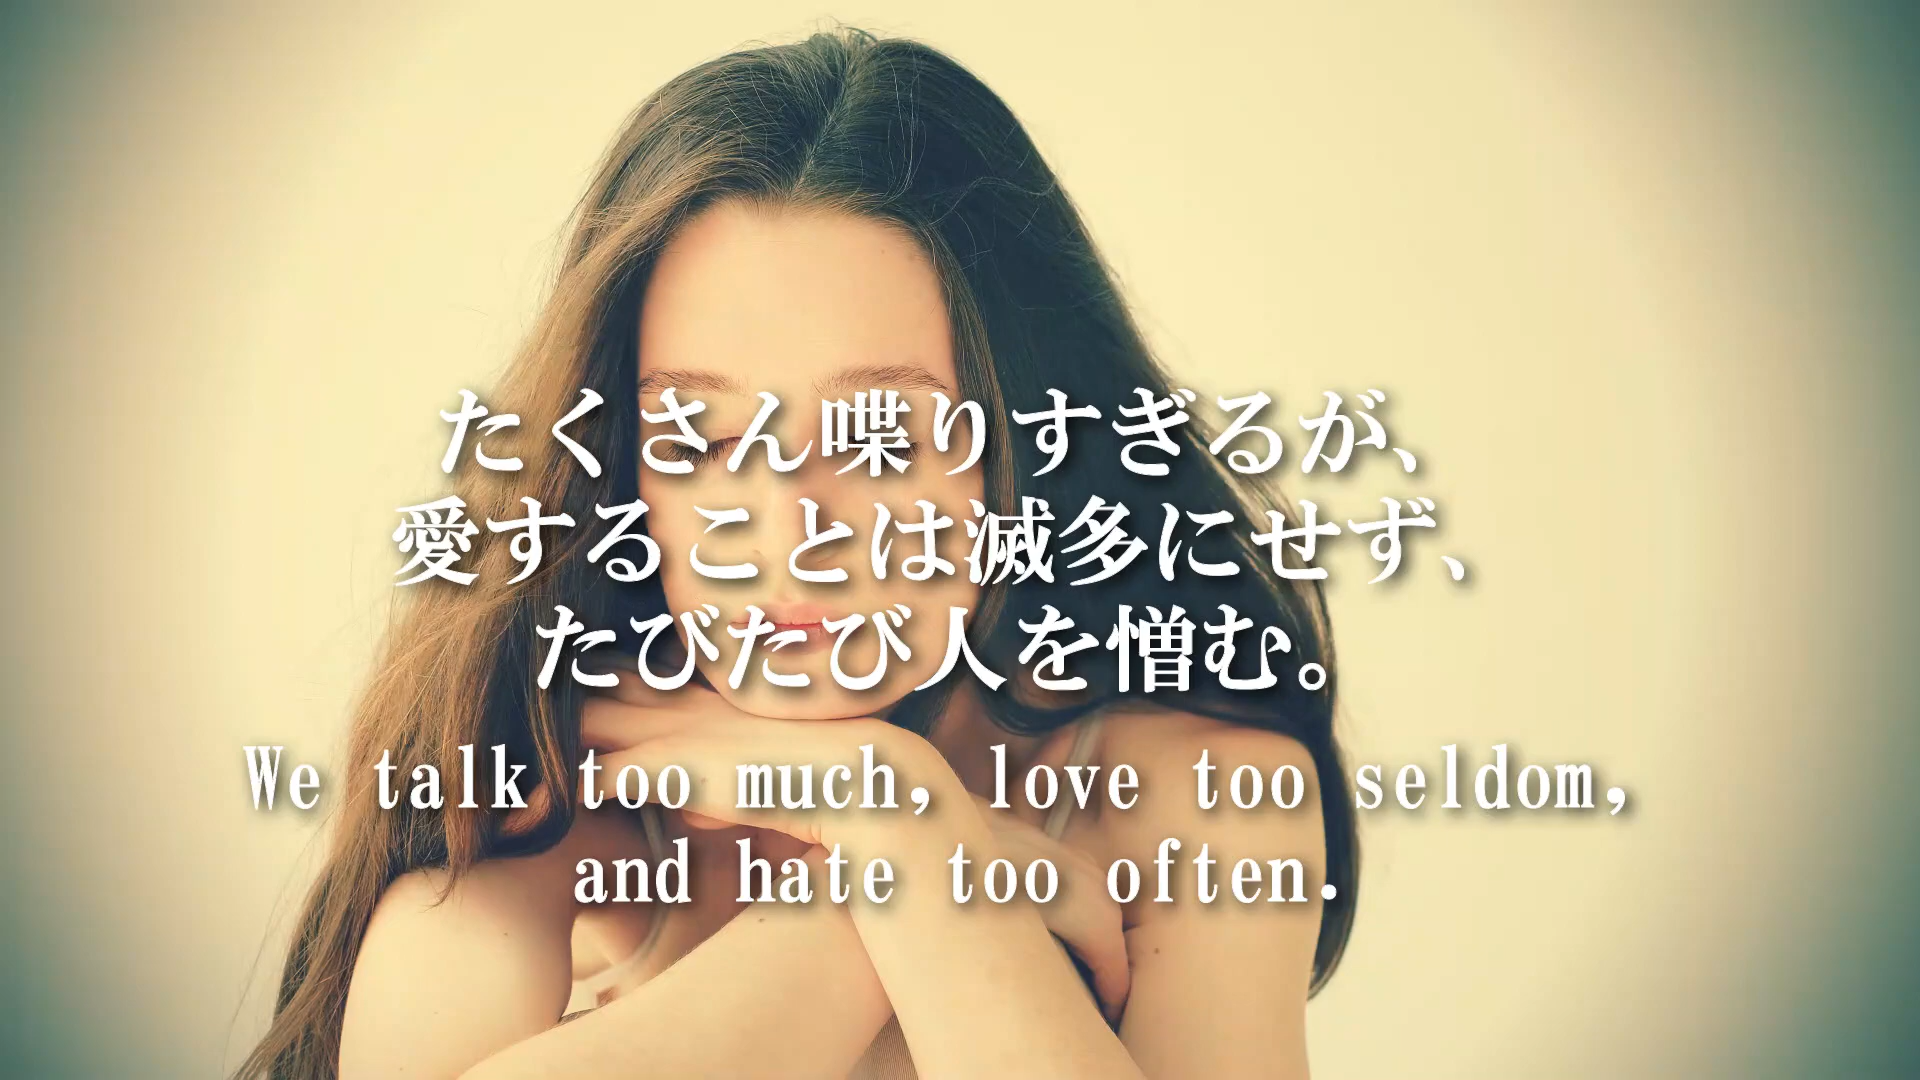 たくさん喋りすぎるが、
愛することは滅多にせず、
たびたび人を憎む。
We talk too much, love too seldom,
and hate too often.